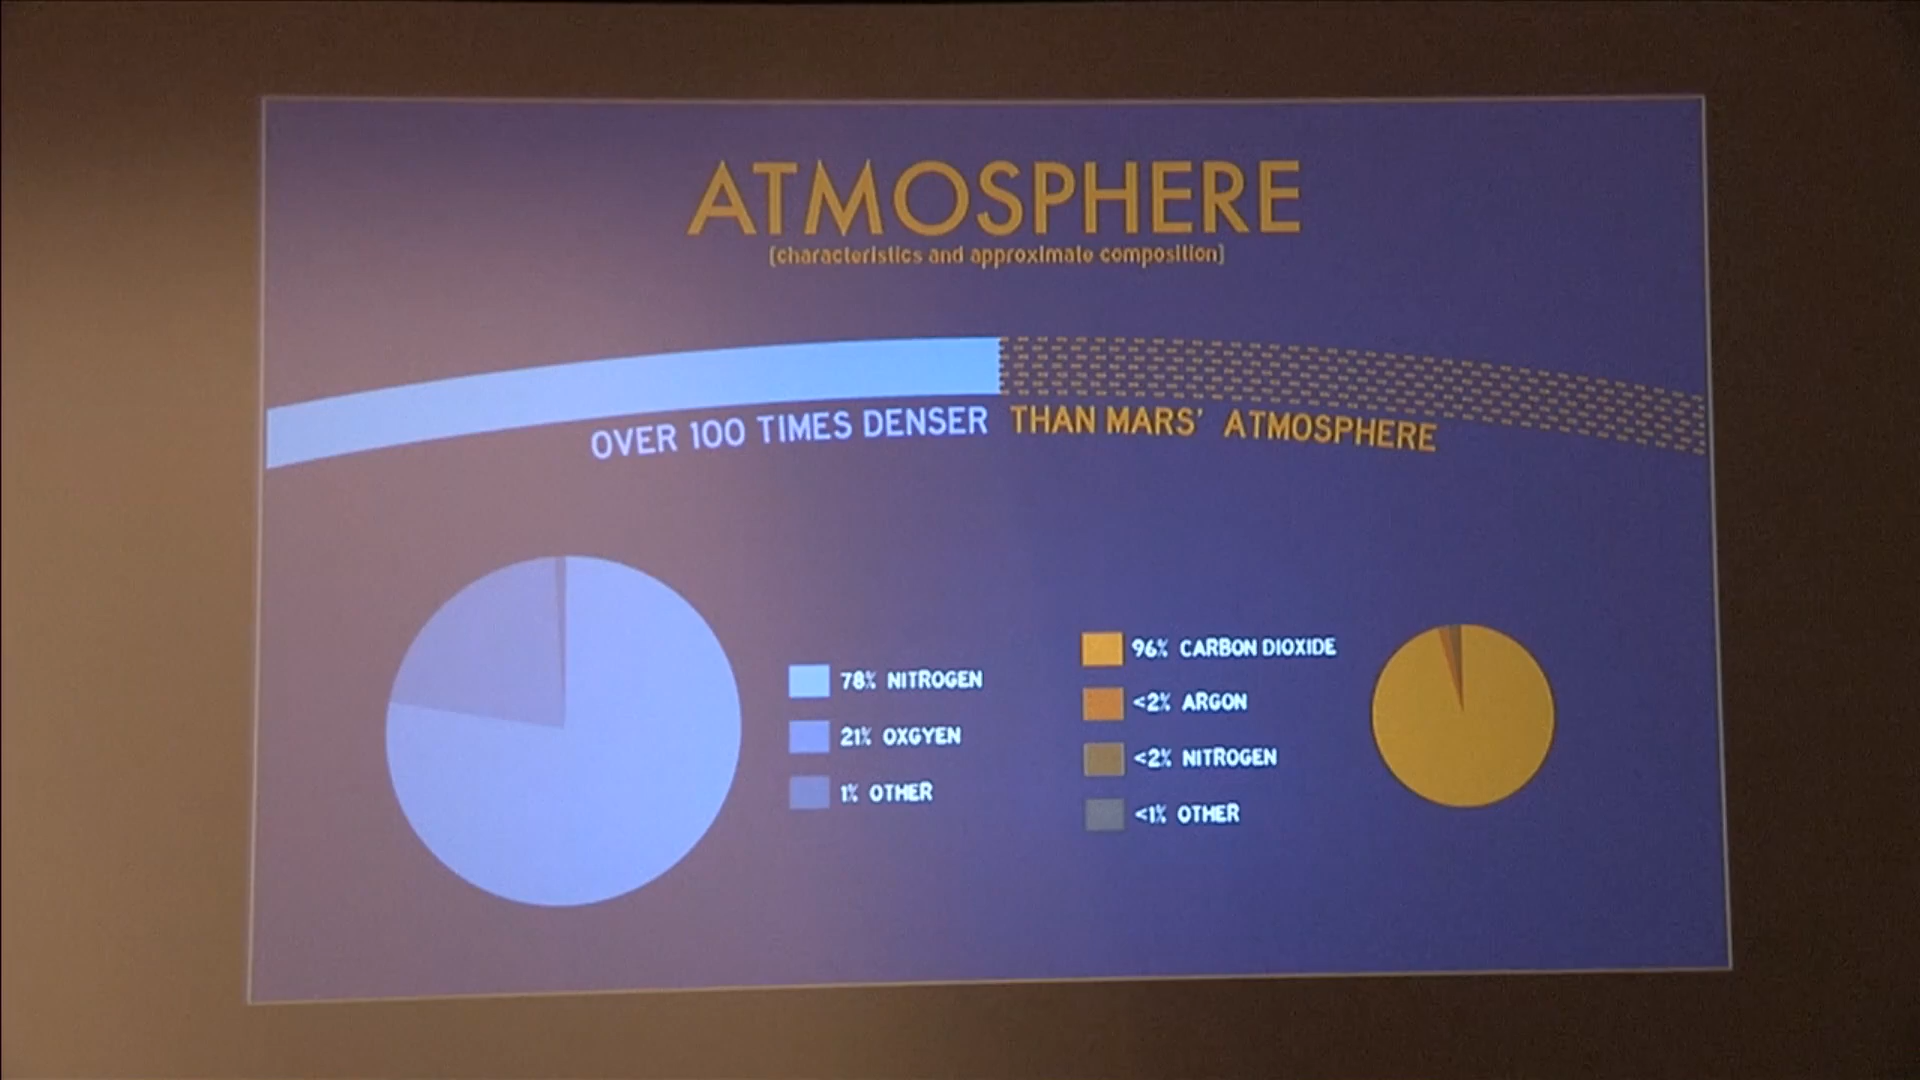 ATMOSPHERE
[characteristics and approximate composition]
OVER 100 TIMES DENSER THAN MARS' ATMOSPHERE
78% NITROGEN
21% OXGYEN
1% OTHER
96% CARBON DIOXIDE
<2% ARGON
<2% NITROGEN
<1% OTHER